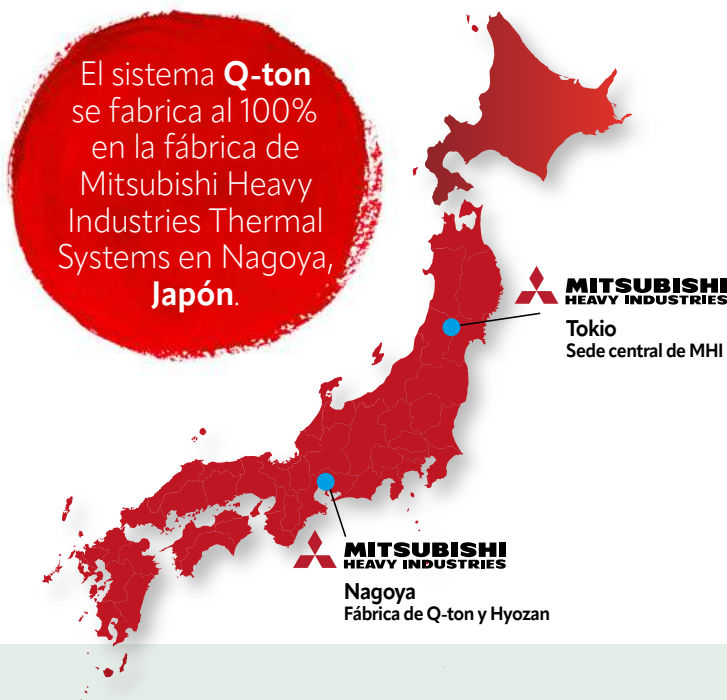 El sistema Q-ton
se fabrica al 100%
en la fábrica de
Mitsubishi Heavy
Industries Thermal
Systems en Nagoya,
Japón.
MITSUBISHI
HEAVY INDUSTRIES
Tokio
Sede central de MHI
MITSUBISHI
HEAVY INDUSTRIES
Nagoya
Fábrica de Q-ton y Hyozan